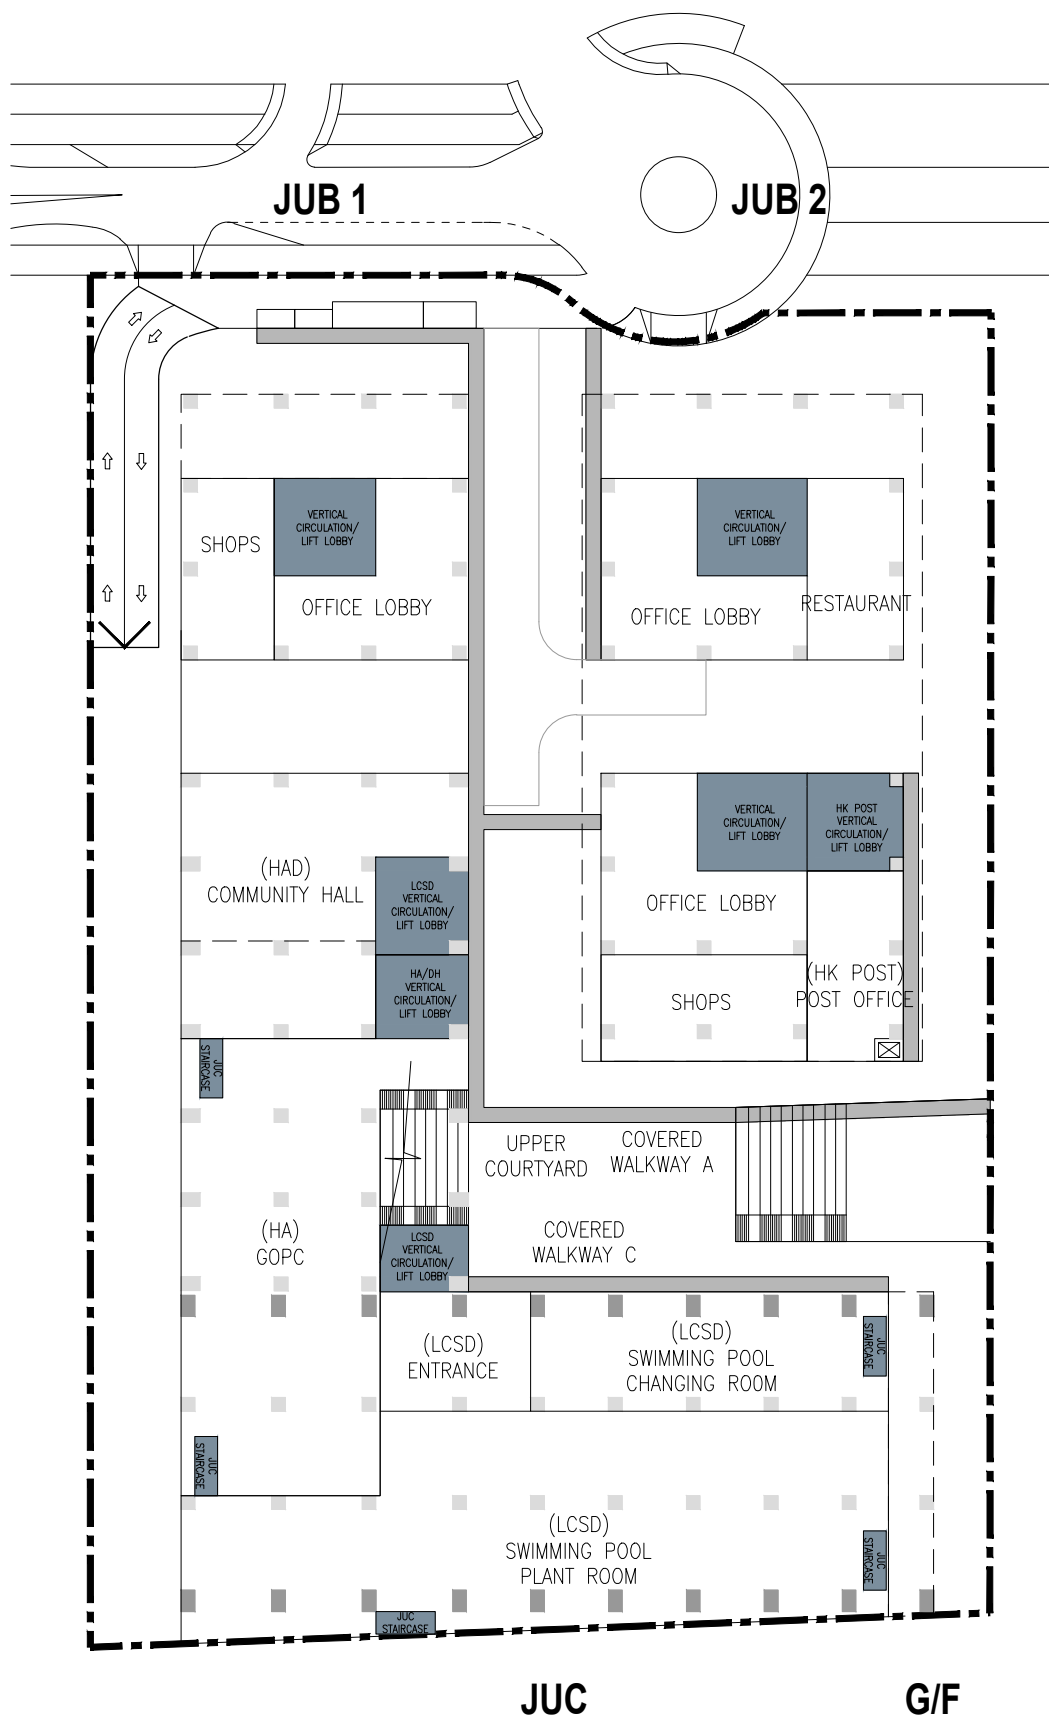 JUB 1
JUB 2
VERTICAL
CIRCULATION/
LIFT LOBBY
SHOPS
OFFICE LOBBY
VERTICAL
CIRCULATION/
LIFT LOBBY
OFFICE LOBBY
RESTAURANT
(HAD)
COMMUNITY HALL
LCSD
VERTICAL
CIRCULATION/
LIFT LOBBY
HA/DH
VERTICAL
CIRCULATION/
LIFT LOBBY
VERTICAL
CIRCULATION/
LIFT LOBBY
HK POST
VERTICAL
CIRCULATION/
LIFT LOBBY
OFFICE LOBBY
SHOPS
(HK POST)
POST OFFICE
JUC
STAIRCASE
UPPER
COURTYARD
COVERED
WALKWAY A
(HA)
GOPC
LCSD
VERTICAL
CIRCULATION/
LIFT LOBBY
COVERED
WALKWAY C
(LCSD)
ENTRANCE
(LCSD)
SWIMMING POOL
CHANGING ROOM
JUC
STAIRCASE
JUC
STAIRCASE
(LCSD)
SWIMMING POOL
PLANT ROOM
JUC
STAIRCASE
JUC
STAIRCASE
JUC
G/F